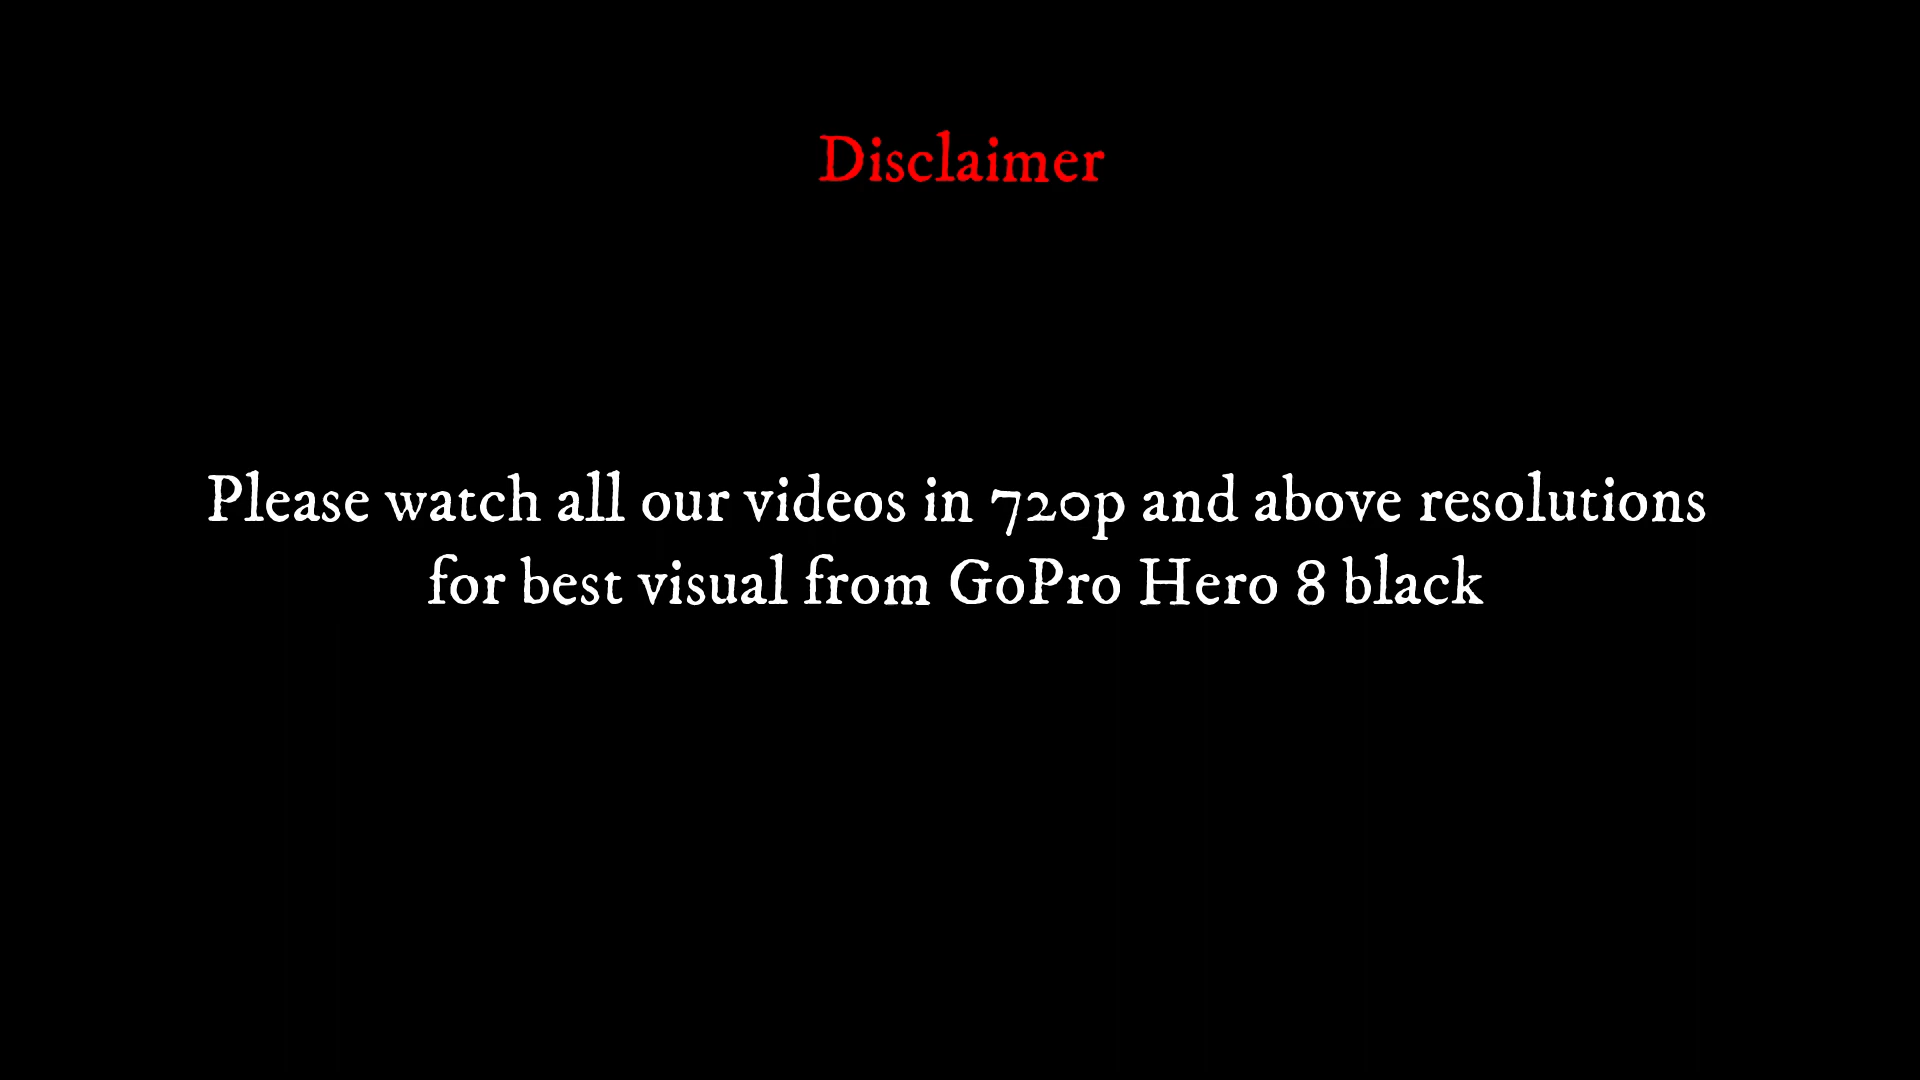 Disclaimer
Please watch all our videos in 720p and above resolutions
for best visual from GoPro Hero 8 black